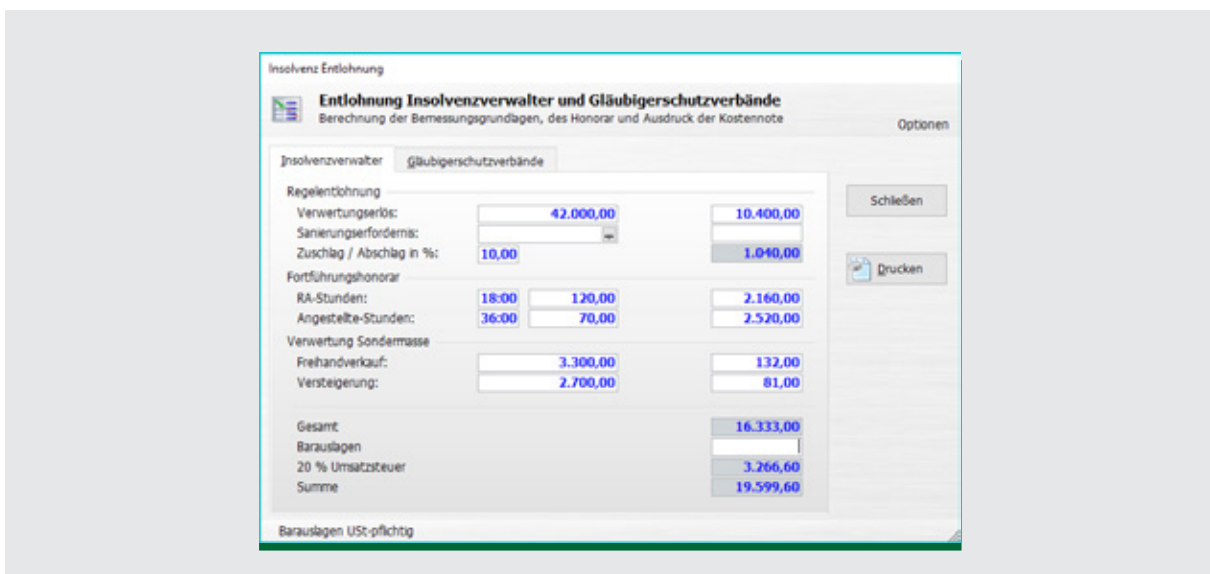 Insolvenz Entlohnung
Entlohnung Insolvenzverwalter und Gläubigerschutzverbände
Berechnung der Bemessungsgrundlagen, des Honorar und Ausdruck der Kostennote
Optionen
Insolvenzverwalter Gläubigerschutzverbände
Regelentlohnung
Verwertungserlös: 42.000,00 10.400,00
Sanierungserfordernis:
Zuschlag / Abschlag in %: 10,00 1.040,00
Fortführungshonorar
RA-Stunden: 18:00 120,00 2.160,00
Angestellte-Stunden: 36:00 70,00 2.520,00
Verwertung Sondermasse
Freihandverkauf: 3.300,00 132,00
Versteigerung: 2.700,00 81,00
Gesamt 16.333,00
Barauslagen
20 % Umsatzsteuer 3.266,60
Summe 19.599,60
Schließen
Drucken
Barauslagen USt-pflichtig